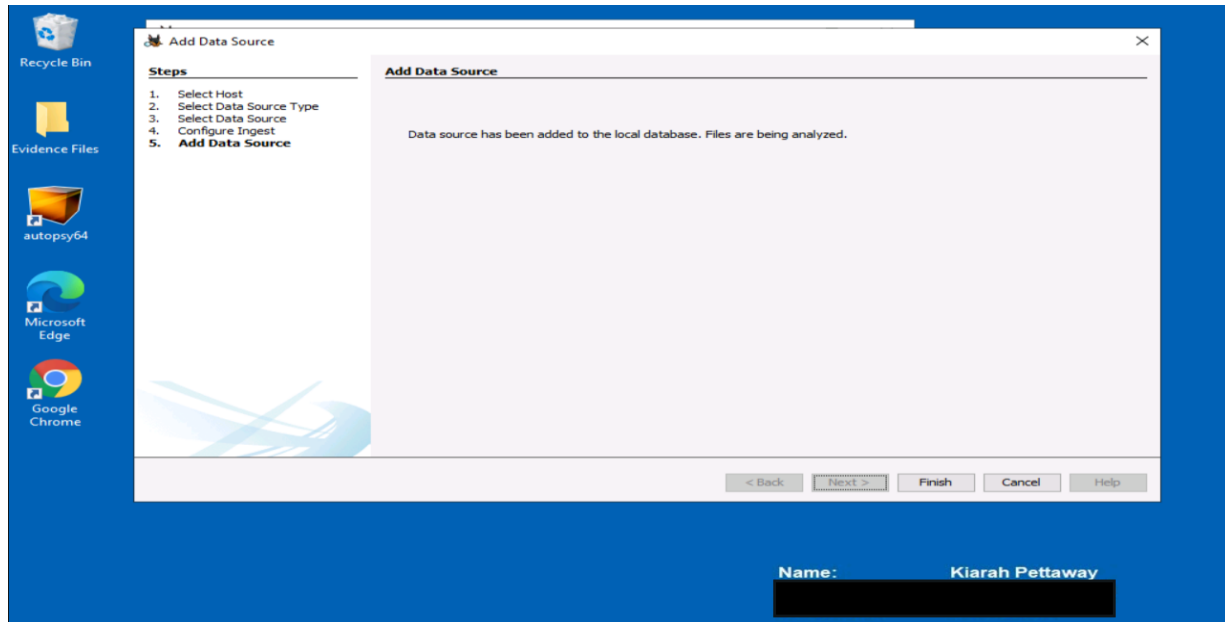 Recycle Bin
Evidence Files
autopsy64
Microsoft
Edge
Google
Chrome
Add Data Source
Steps
1. Select Host
2. Select Data Source Type
3. Select Data Source
4. Configure Ingest
5. Add Data Source
Add Data Source
Data source has been added to the local database. Files are being analyzed.
< Back Next > Finish Cancel Help
Name: Kiarah Pettaway